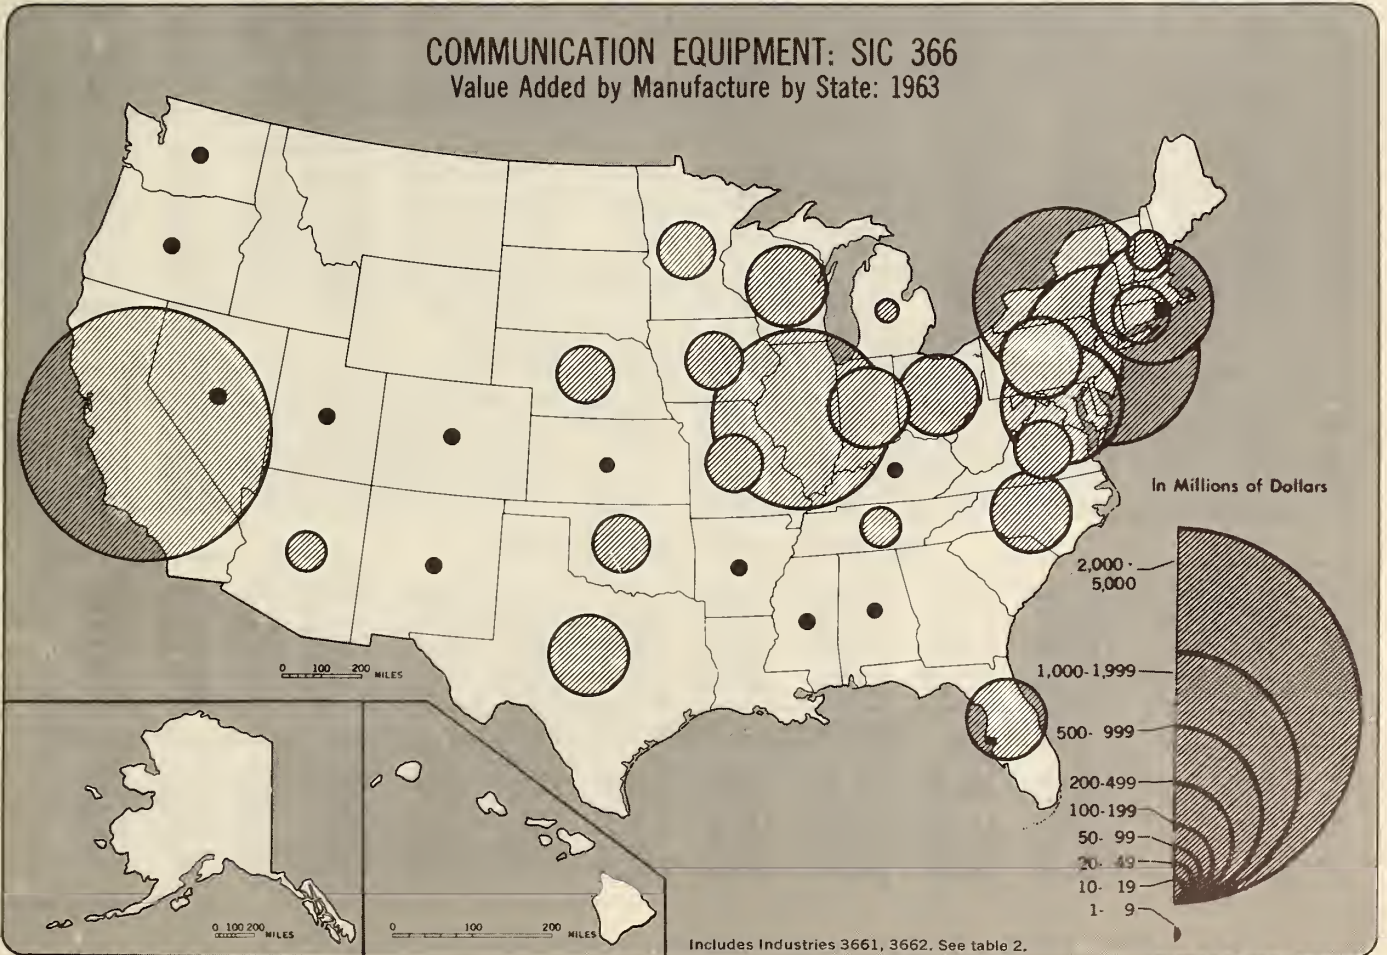 COMMUNICATION EQUIPMENT: SIC 366
Value Added by Manufacture by State: 1963
In Millions of Dollars
2,000 -
5,000
1,000-1,999
500- 999
200-499
100-199
50- 99
20- 49
10- 19
1- 9
0 100 200 MILES
0 100 200 MILES
0 100 200 MILES
Includes Industries 3661, 3662. See table 2.